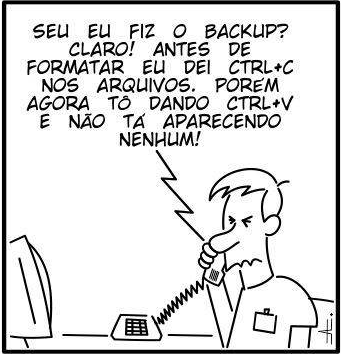 SEU EU FIZ O BACKUP?
CLARO! ANTES DE
FORMATAR EU DEI CTRL+C
NOS ARQUIVOS. PORÉM
AGORA TÔ DANDO CTRL+V
E NÃO TÁ APARECENDO
NENHUM!